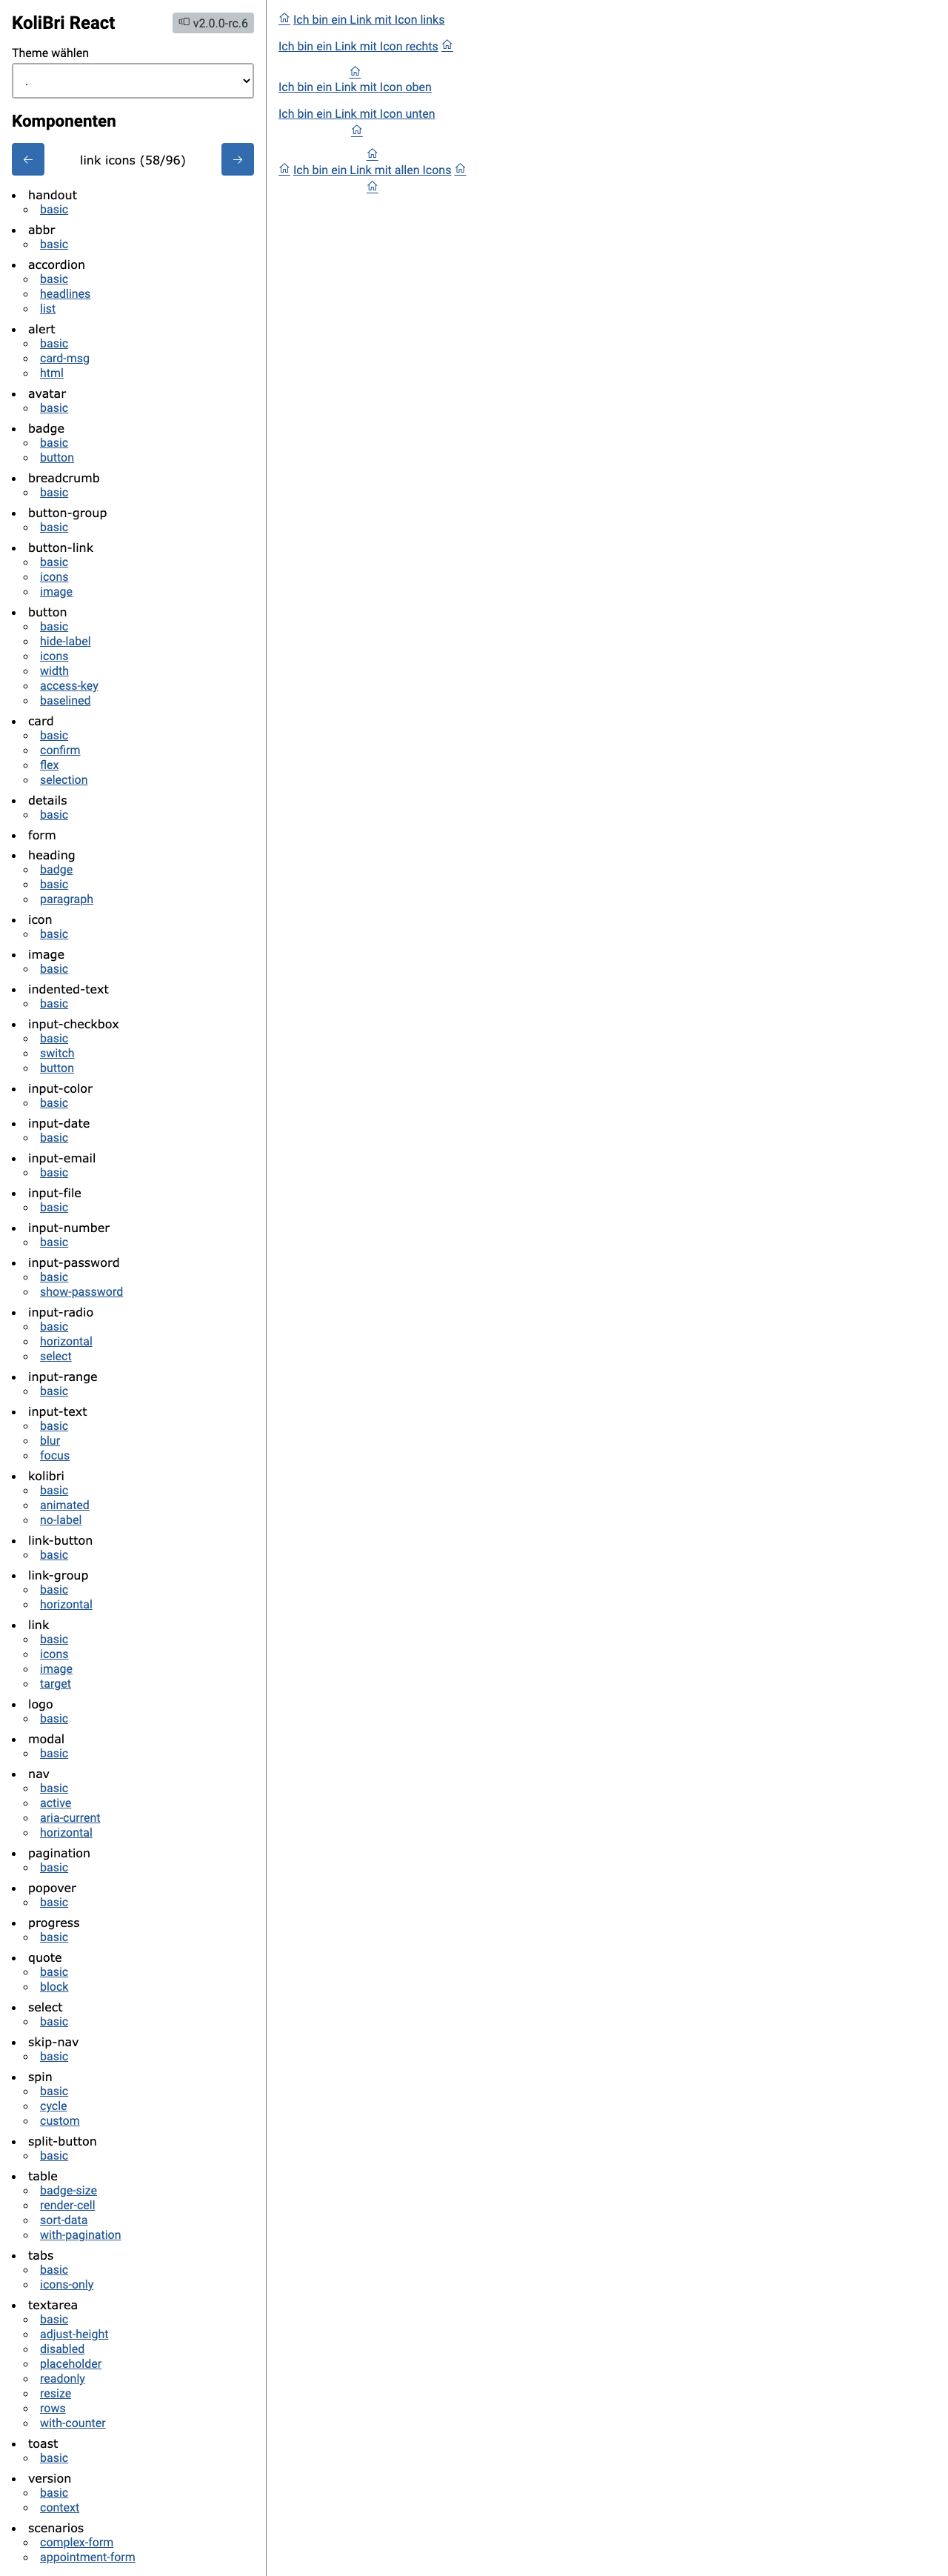 KoliBri React
v2.0.0-rc.6
Theme wählen
.
Komponenten
link icons (58/96)
handout
basic
abbr
basic
accordion
basic
headlines
list
alert
basic
card-msg
html
avatar
basic
badge
basic
button
breadcrumb
basic
button-group
basic
button-link
basic
icons
image
button
basic
hide-label
icons
width
access-key
baselined
card
basic
confirm
flex
selection
details
basic
form
heading
badge
basic
paragraph
icon
basic
image
basic
indented-text
basic
input-checkbox
basic
switch
button
input-color
basic
input-date
basic
input-email
basic
input-file
basic
input-number
basic
input-password
basic
show-password
input-radio
basic
horizontal
select
input-range
basic
input-text
basic
blur
focus
kolibri
basic
animated
no-label
link-button
basic
link-group
basic
horizontal
link
basic
icons
image
target
logo
basic
modal
basic
nav
basic
active
aria-current
horizontal
pagination
basic
popover
basic
progress
basic
quote
basic
block
select
basic
skip-nav
basic
spin
basic
cycle
custom
split-button
basic
table
badge-size
render-cell
sort-data
with-pagination
tabs
basic
icons-only
textarea
basic
adjust-height
disabled
placeholder
readonly
resize
rows
with-counter
toast
basic
version
basic
context
scenarios
complex-form
appointment-form
Ich bin ein Link mit Icon links
Ich bin ein Link mit Icon rechts
Ich bin ein Link mit Icon oben
Ich bin ein Link mit Icon unten
Ich bin ein Link mit allen Icons